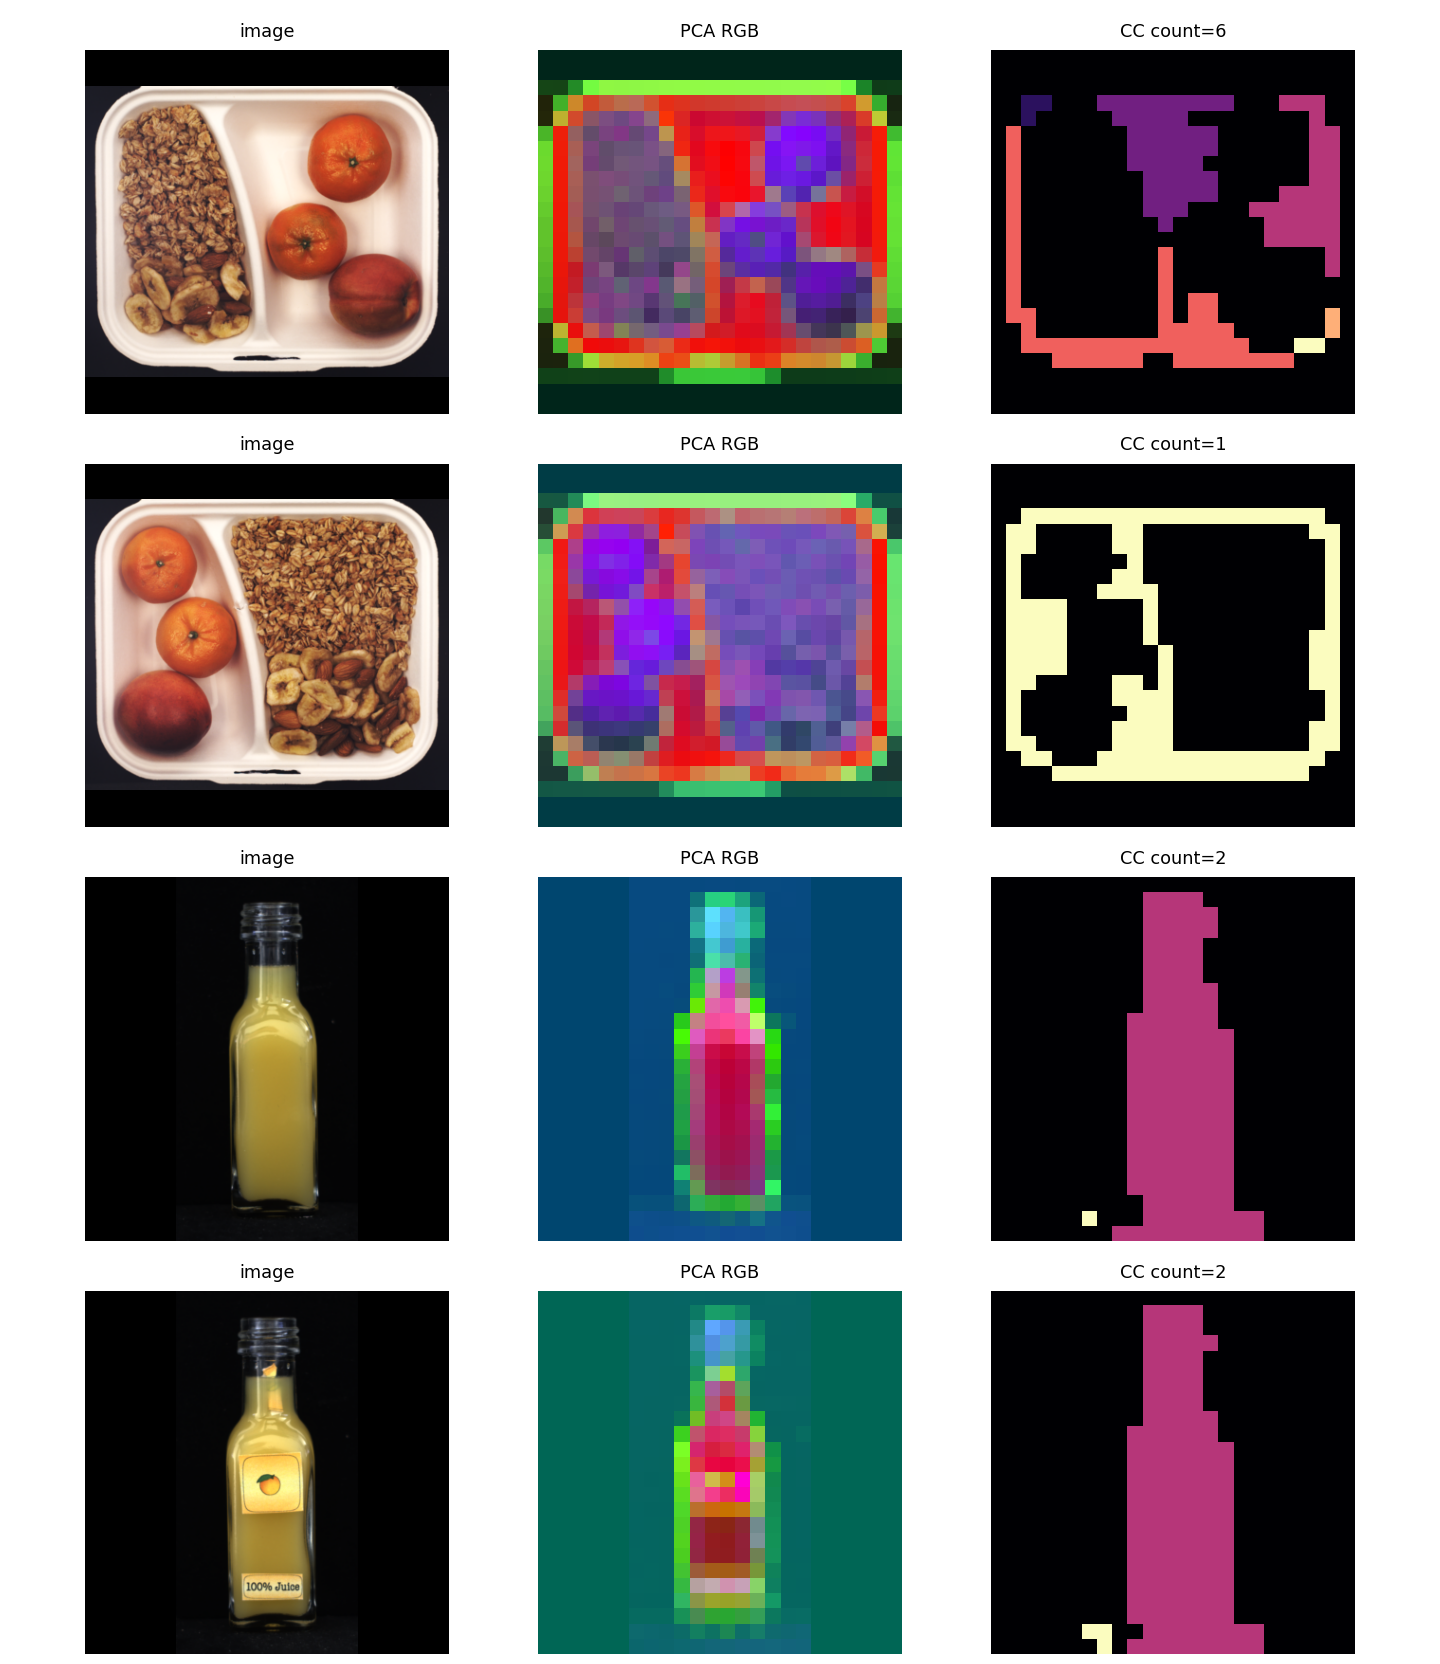 image PCA RGB CC count=6
image PCA RGB CC count=1
image PCA RGB CC count=2
image PCA RGB CC count=2
100% Juice